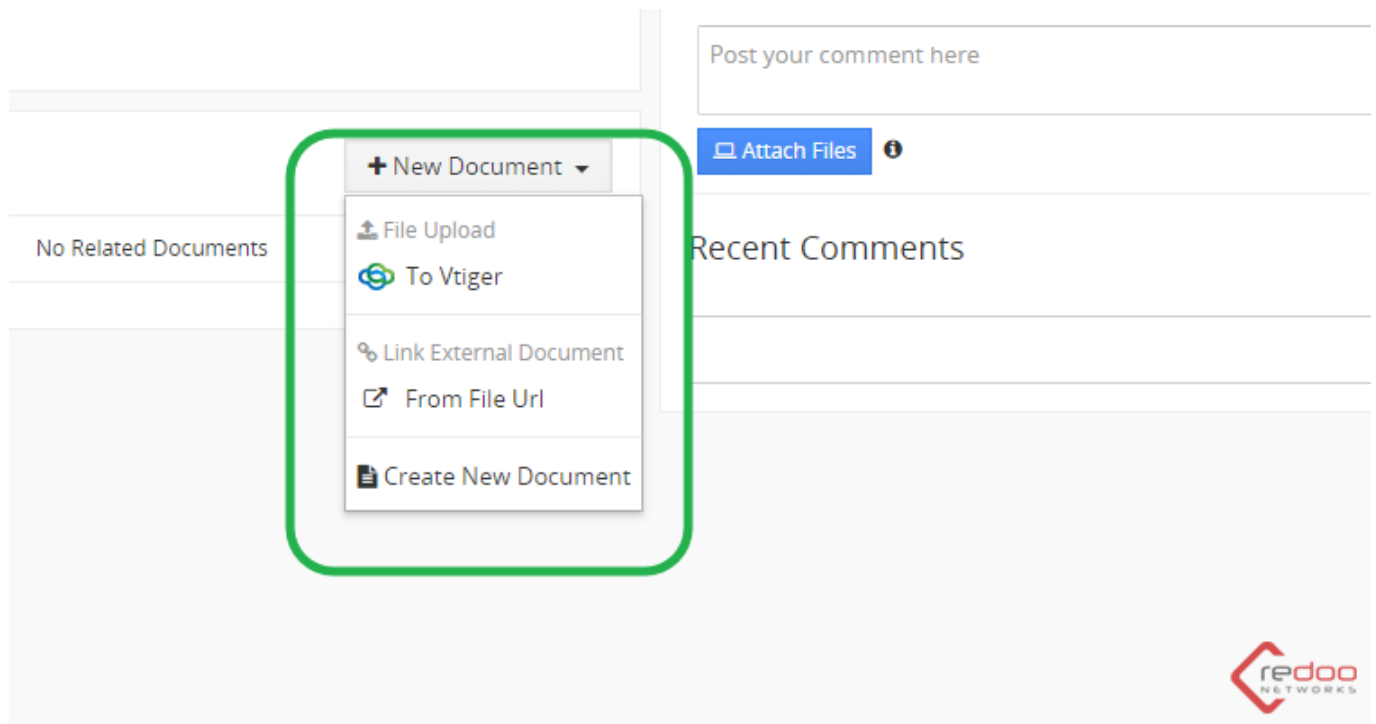 Post your comment here
Attach Files
New Document
File Upload
To Vtiger
No Related Documents
Link External Document
From File Url
Create New Document
Recent Comments
redoo
NETWORKS